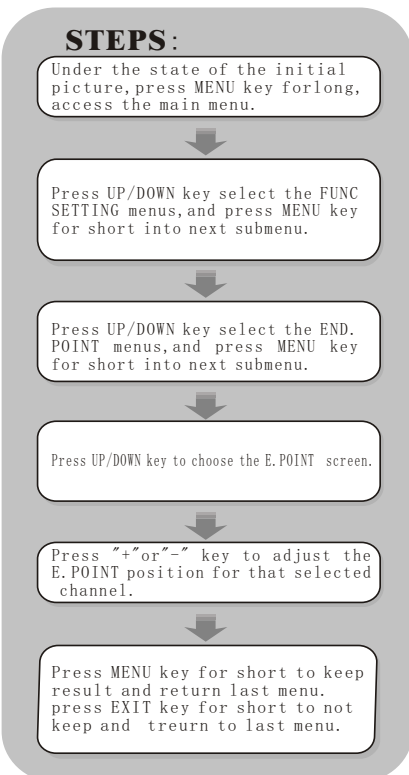 STEPS:
Under the state of the initial
picture,press MENU key forlong,
access the main menu.
Press UP/DOWN key select the FUNC
SETTING menus,and press MENU key
for short into next submenu.
Press UP/DOWN key select the END.
POINT menus,and press MENU key
for short into next submenu.
Press UP/DOWN key to choose the E.POINT screen.
Press "+"or"-" key to adjust the
E.POINT position for that selected
channel.
Press MENU key for short to keep
result and return last menu.
press EXIT key for short to not
keep and treurn to last menu.